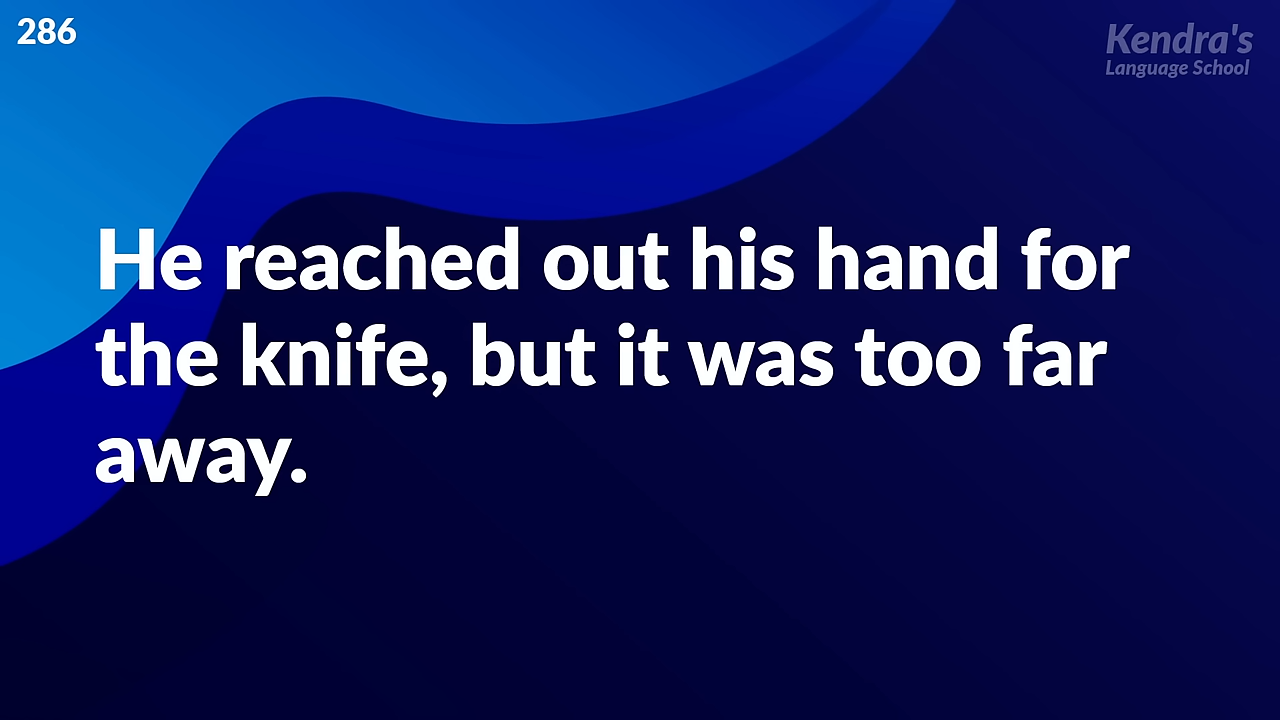 286
Kendra's
Language School
He reached out his hand for
the knife, but it was too far
away.